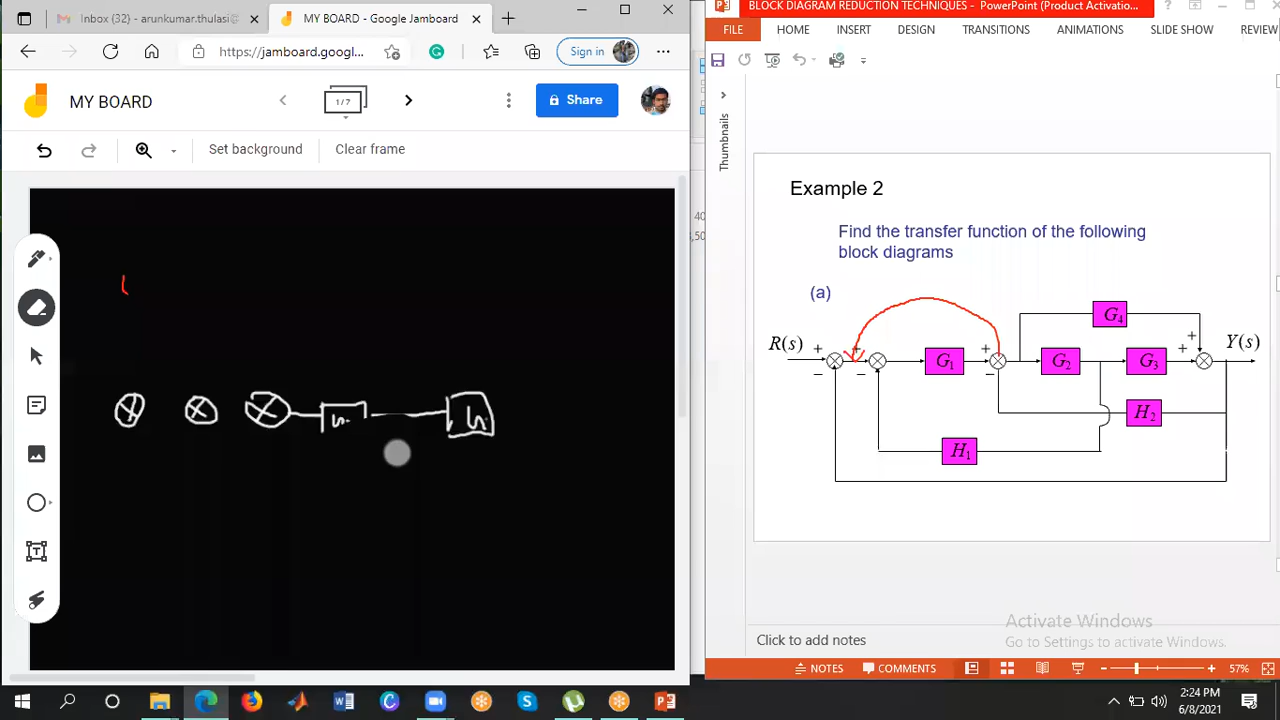 Inbox (3,081) - arunkumar.thulasi
MY BOARD - Google Jamboard
https://jamboard.googl...
Sign in
MY BOARD
1/7
Share
Set background
Clear frame
BLOCK DIAGRAM REDUCTION TECHNIQUES - PowerPoint (Product Activatio...
FILE HOME INSERT DESIGN TRANSITIONS ANIMATIONS SLIDE SHOW REVIEW
Thumbnails
Example 2
Find the transfer function of the following
block diagrams
(a)
G4
R(s) + + G1 + G2 G3 + + Y(s)
− − −
H2
H1
Activate Windows
Go to Settings to activate Windows.
Click to add notes
NOTES COMMENTS 57%
2:24 PM
6/8/2021